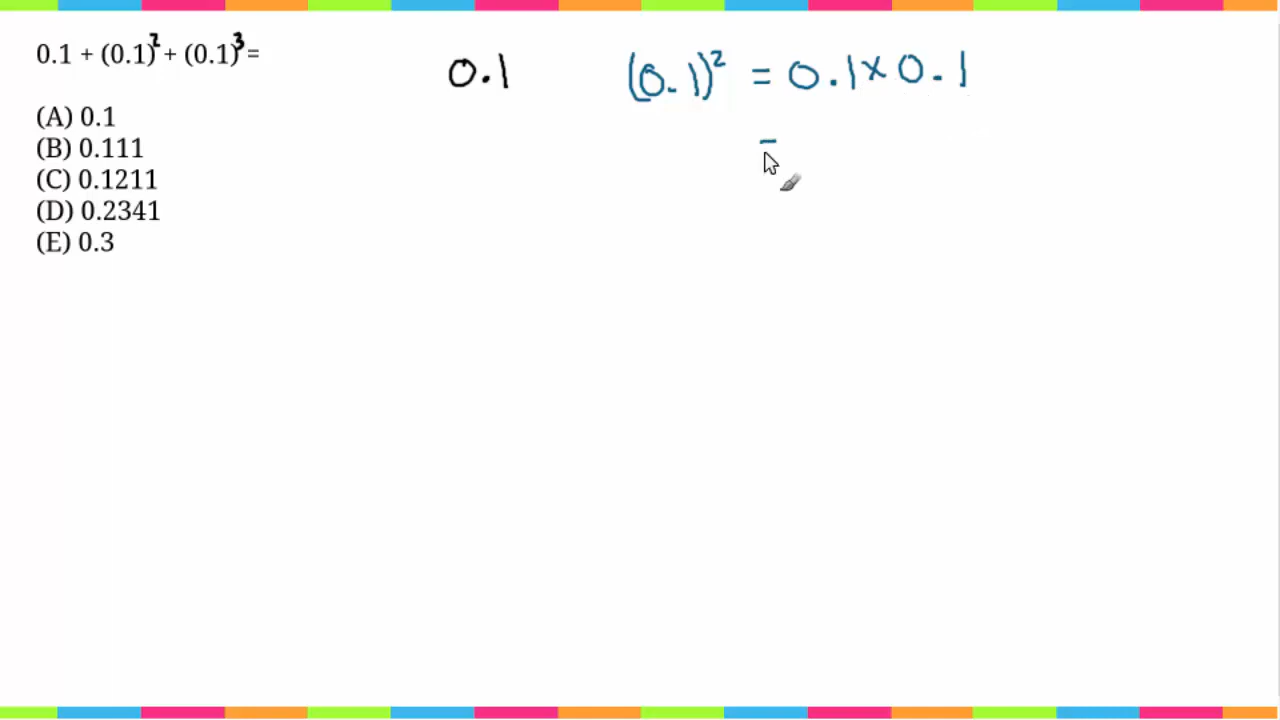 0.1 + (0.1)² + (0.1)³ =
0.1
(0.1)² = 0.1 × 0.1
(A) 0.1
(B) 0.111
(C) 0.1211
(D) 0.2341
(E) 0.3